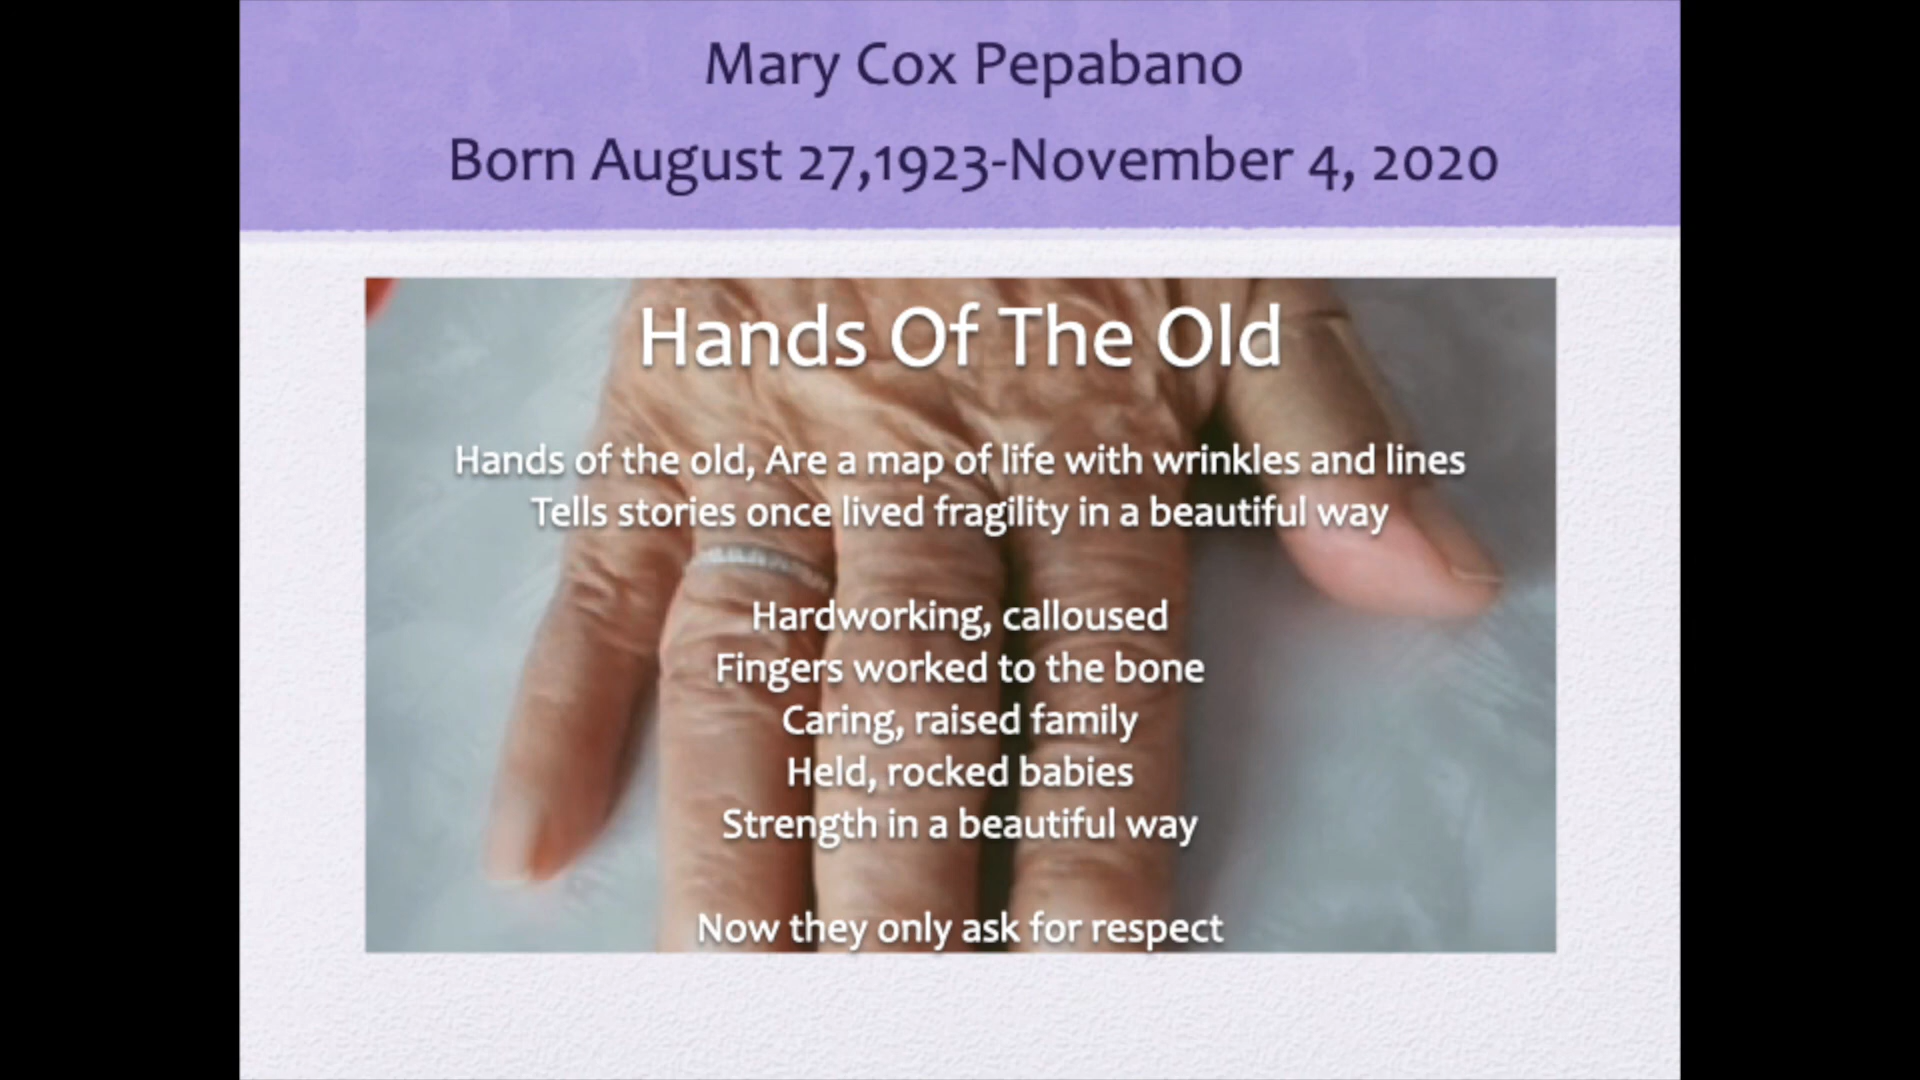 Mary Cox Pepabano
Born August 27,1923-November 4, 2020
Hands Of The Old
Hands of the old, Are a map of life with wrinkles and lines
Tells stories once lived fragility in a beautiful way
Hardworking, calloused
Fingers worked to the bone
Caring, raised family
Held, rocked babies
Strength in a beautiful way
Now they only ask for respect